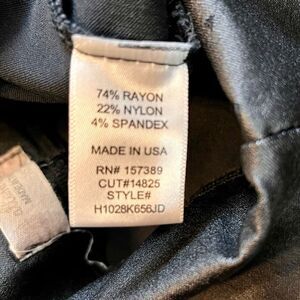 74% RAYON
22% NYLON
4% SPANDEX
MADE IN USA
RN# 157389
CUT#14825
STYLE#
H1028K656JD